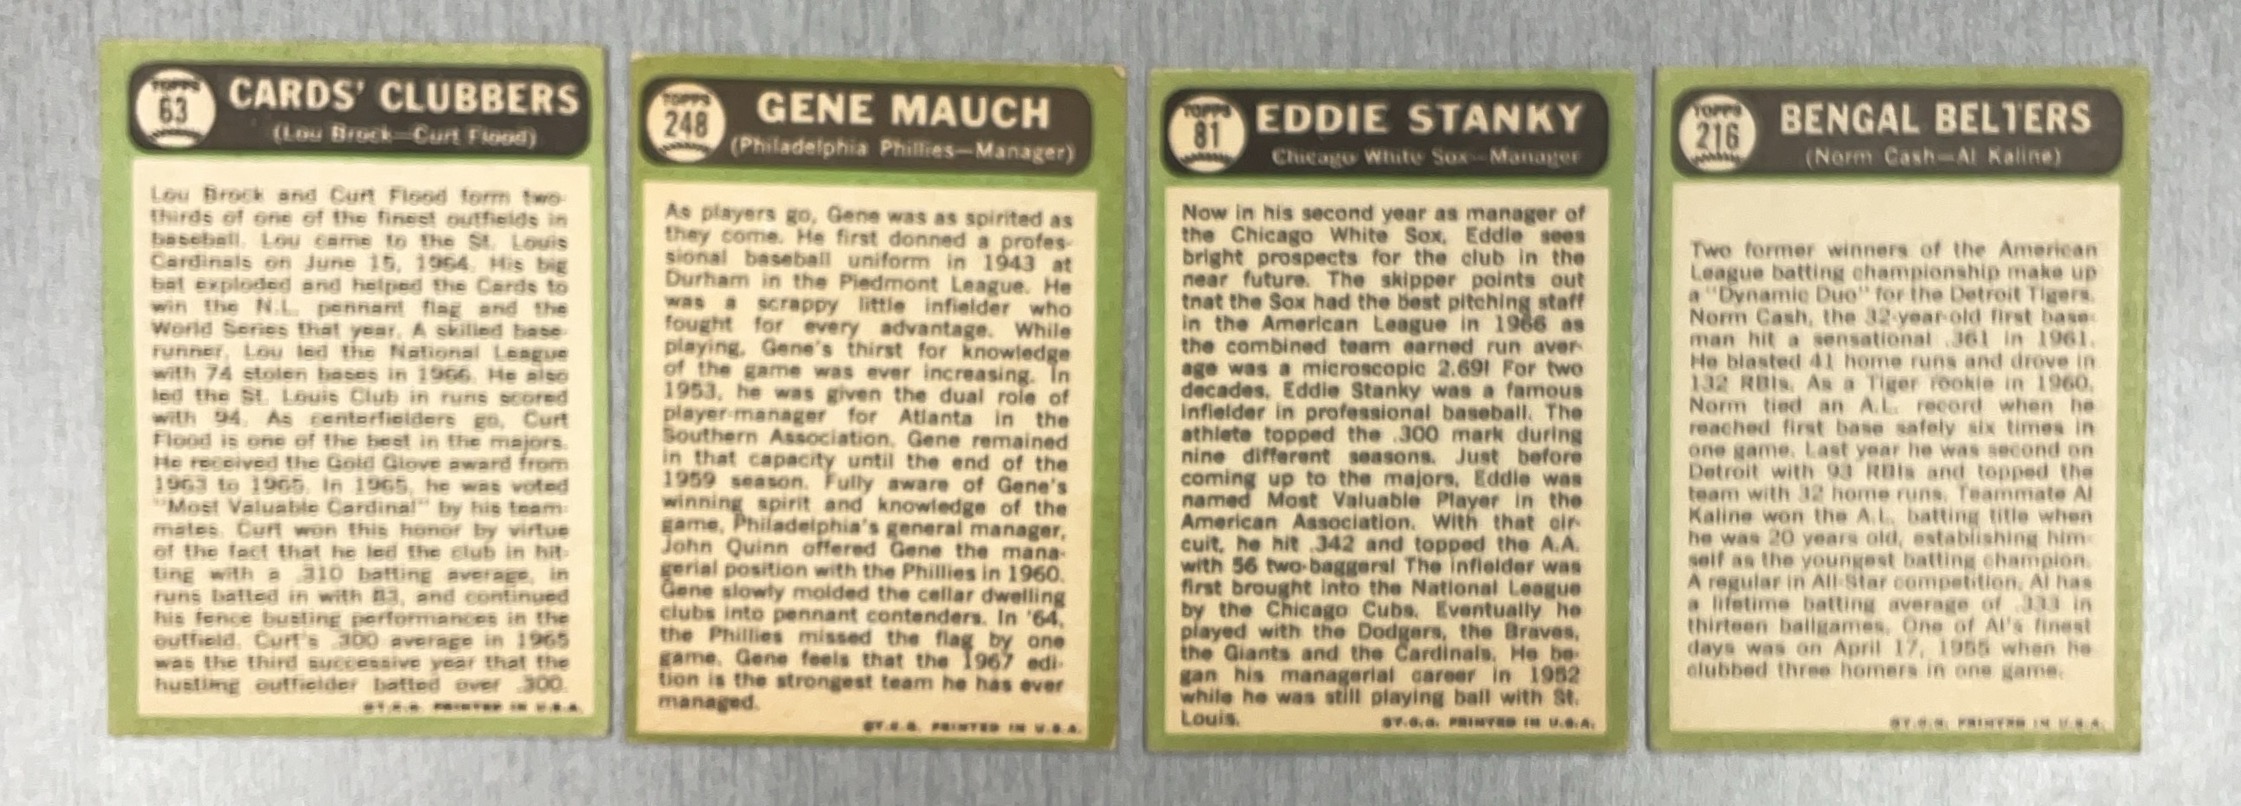 TOPPS
63
CARDS' CLUBBERS
(Lou Brock—Curt Flood)
Lou Brock and Curt Flood form two-
thirds of one of the finest outfields in
baseball. Lou came to the St. Louis
Cardinals on June 15, 1964. His big
bat exploded and helped the Cards to
win the N.L. pennant flag and the
World Series that year. A skilled base-
runner, Lou led the National League
with 74 stolen bases in 1966. He also
led the St. Louis Club in runs scored
with 94. As centerfielders go, Curt
Flood is one of the best in the majors.
He received the Gold Glove award from
1963 to 1965. In 1965, he was voted
"Most Valuable Cardinal" by his team-
mates. Curt won this honor by virtue
of the fact that he led the club in hit-
ting with a .310 batting average, in
runs batted in with 83, and continued
his fence busting performances in the
outfield. Curt's .300 average in 1965
was the third successive year that the
hustling outfielder batted over .300.
©T.C.G. PRINTED IN U.S.A.
TOPPS
248
GENE MAUCH
(Philadelphia Phillies—Manager)
As players go, Gene was as spirited as
they come. He first donned a profes-
sional baseball uniform in 1943 at
Durham in the Piedmont League. He
was a scrappy little infielder who
fought for every advantage. While
playing, Gene's thirst for knowledge
of the game was ever increasing. In
1953, he was given the dual role of
player-manager for Atlanta in the
Southern Association. Gene remained
in that capacity until the end of the
1959 season. Fully aware of Gene's
winning spirit and knowledge of the
game, Philadelphia's general manager,
John Quinn offered Gene the mana-
gerial position with the Phillies in 1960.
Gene slowly molded the cellar dwelling
clubs into pennant contenders. In '64,
the Phillies missed the flag by one
game. Gene feels that the 1967 edi-
tion is the strongest team he has ever
managed.
©T.C.G. PRINTED IN U.S.A.
TOPPS
81
EDDIE STANKY
Chicago White Sox—Manager
Now in his second year as manager of
the Chicago White Sox, Eddie sees
bright prospects for the club in the
near future. The skipper points out
tnat the Sox had the best pitching staff
in the American League in 1966 as
the combined team earned run aver-
age was a microscopic 2.69! For two
decades, Eddie Stanky was a famous
infielder in professional baseball. The
athlete topped the .300 mark during
nine different seasons. Just before
coming up to the majors, Eddie was
named Most Valuable Player in the
American Association. With that cir-
cuit, he hit .342 and topped the A.A.
with 56 two-baggers! The infielder was
first brought into the National League
by the Chicago Cubs. Eventually he
played with the Dodgers, the Braves,
the Giants and the Cardinals. He be-
gan his managerial career in 1952
while he was still playing ball with St.
Louis.
©T.C.G. PRINTED IN U.S.A.
TOPPS
216
BENGAL BELTERS
(Norm Cash—Al Kaline)
Two former winners of the American
League batting championship make up
a "Dynamic Duo" for the Detroit Tigers.
Norm Cash, the 32-year-old first base-
man hit a sensational .361 in 1961.
He blasted 41 home runs and drove in
132 RBIs. As a Tiger rookie in 1960,
Norm tied an A.L. record when he
reached first base safely six times in
one game. Last year he was second on
Detroit with 93 RBIs and topped the
team with 32 home runs. Teammate Al
Kaline won the A.L. batting title when
he was 20 years old, establishing him-
self as the youngest batting champion.
A regular in All-Star competition, Al has
a lifetime batting average of .333 in
thirteen ballgames. One of Al's finest
days was on April 17, 1955 when he
clubbed three homers in one game.
©T.C.G. PRINTED IN U.S.A.